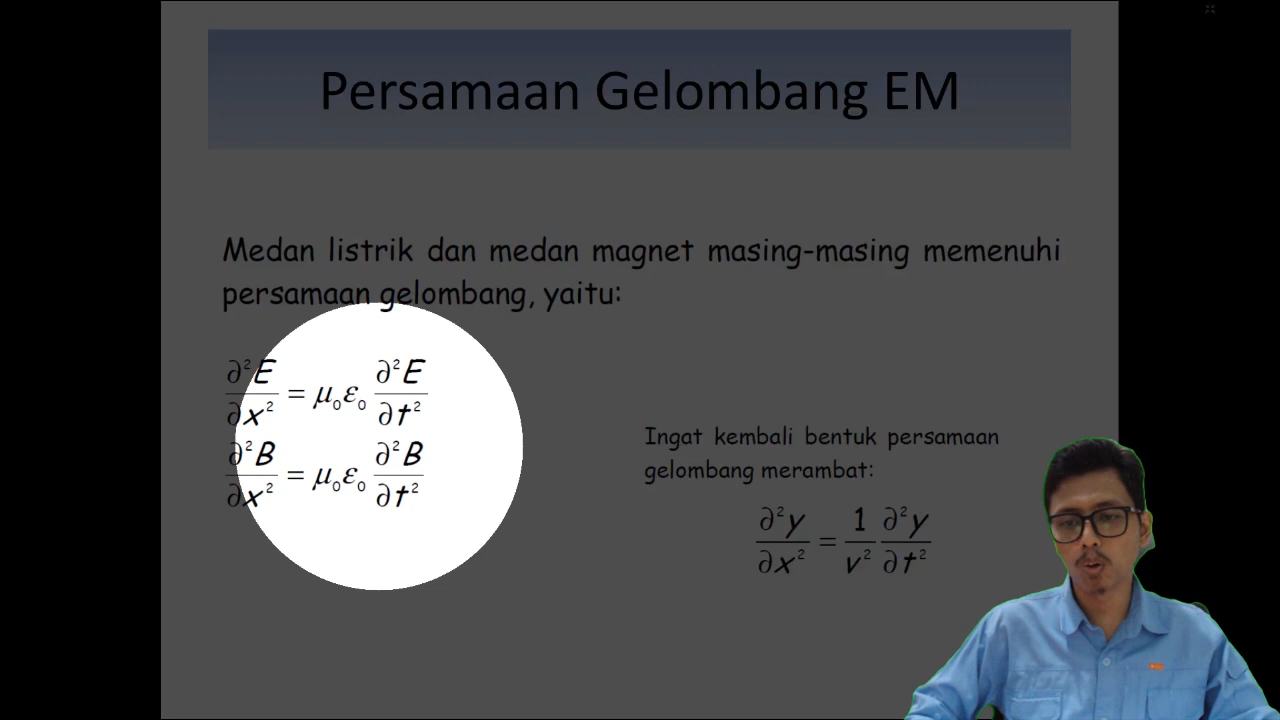 Persamaan Gelombang EM
Medan listrik dan medan magnet masing-masing memenuhi
persamaan gelombang, yaitu:
∂²E/∂x² = μ₀ε₀ ∂²E/∂t²
∂²B/∂x² = μ₀ε₀ ∂²B/∂t²
Ingat kembali bentuk persamaan
gelombang merambat:
∂²y/∂x² = 1/v² ∂²y/∂t²